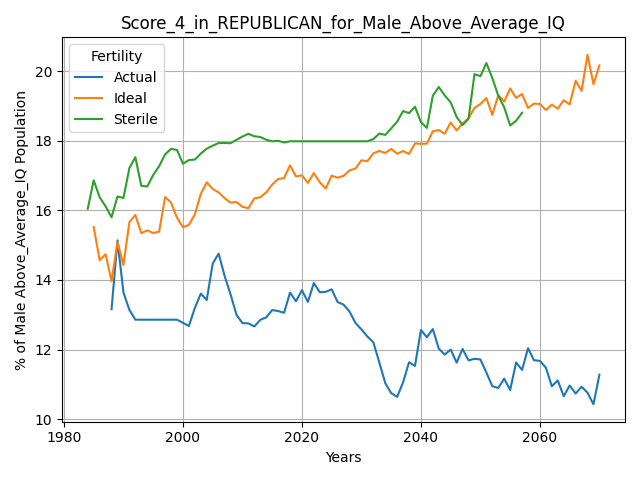 Score_4_in_REPUBLICAN_for_Male_Above_Average_IQ
% of Male Above_Average_IQ Population
20
18
16
14
12
10
Fertility
Actual
Ideal
Sterile
1980
2000
2020
2040
2060
Years